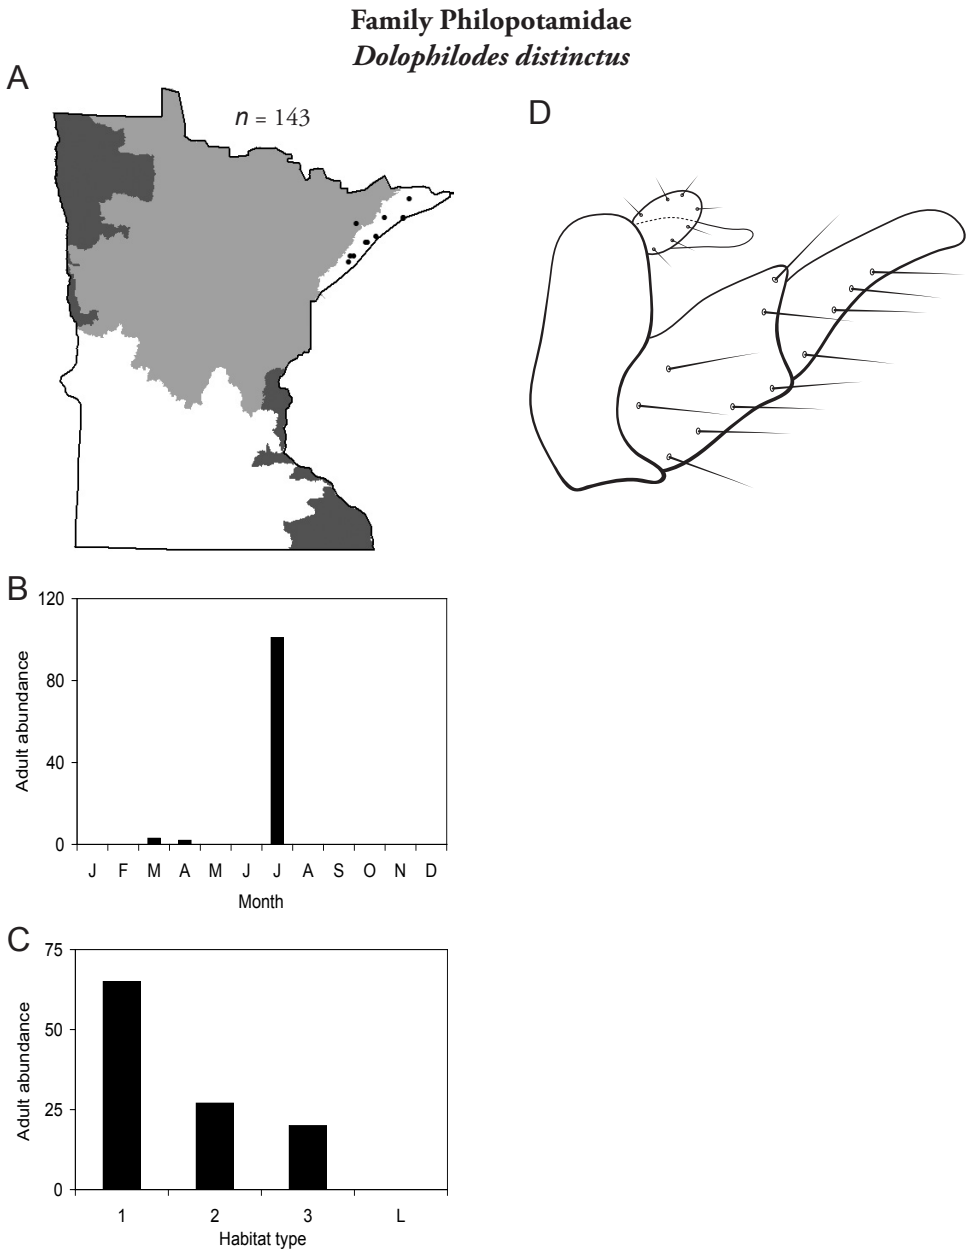 Family Philopotamidae
Dolophilodes distinctus
A
n = 143
D
B
120
80
40
0
Adult abundance
J F M A M J J A S O N D
Month
C
75
50
25
0
Adult abundance
1 2 3 L
Habitat type